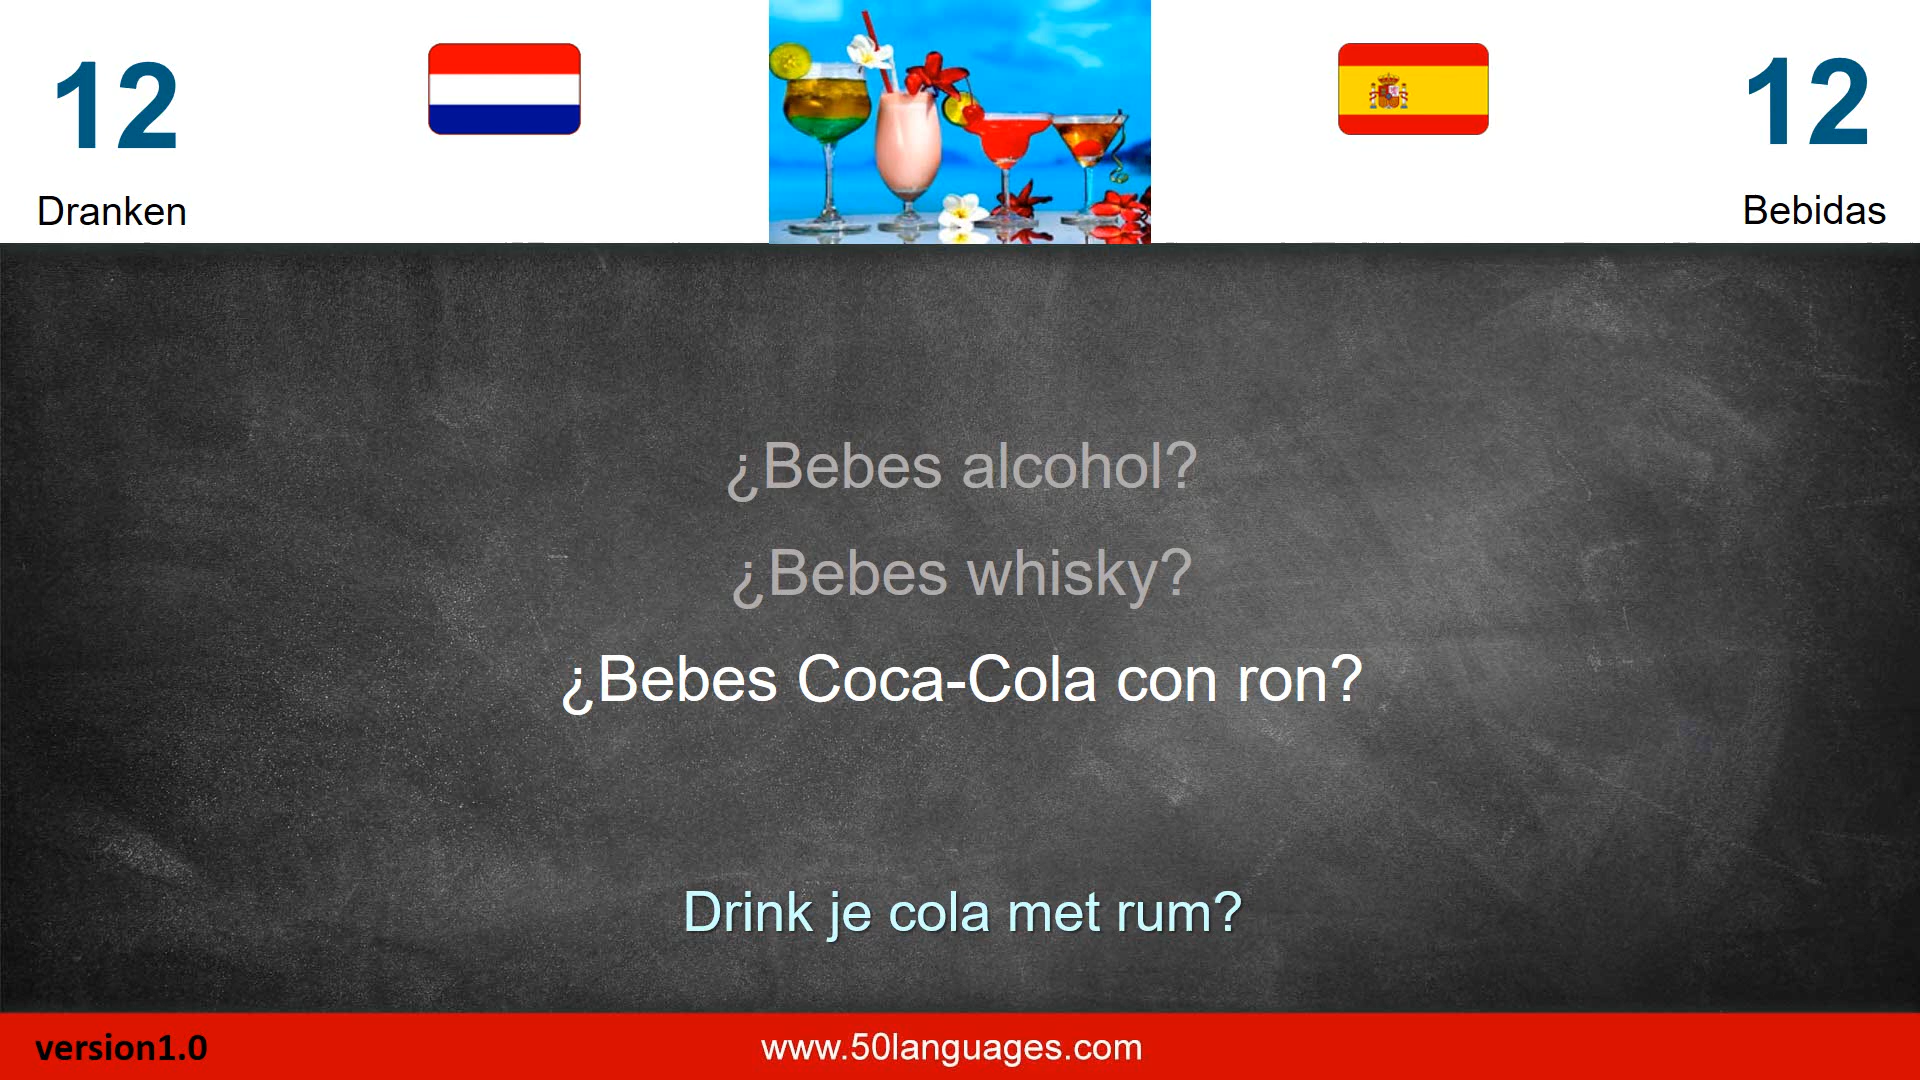 12
12
Dranken
Bebidas
¿Bebes alcohol?
¿Bebes whisky?
¿Bebes Coca-Cola con ron?
Drink je cola met rum?
version1.0
www.50languages.com